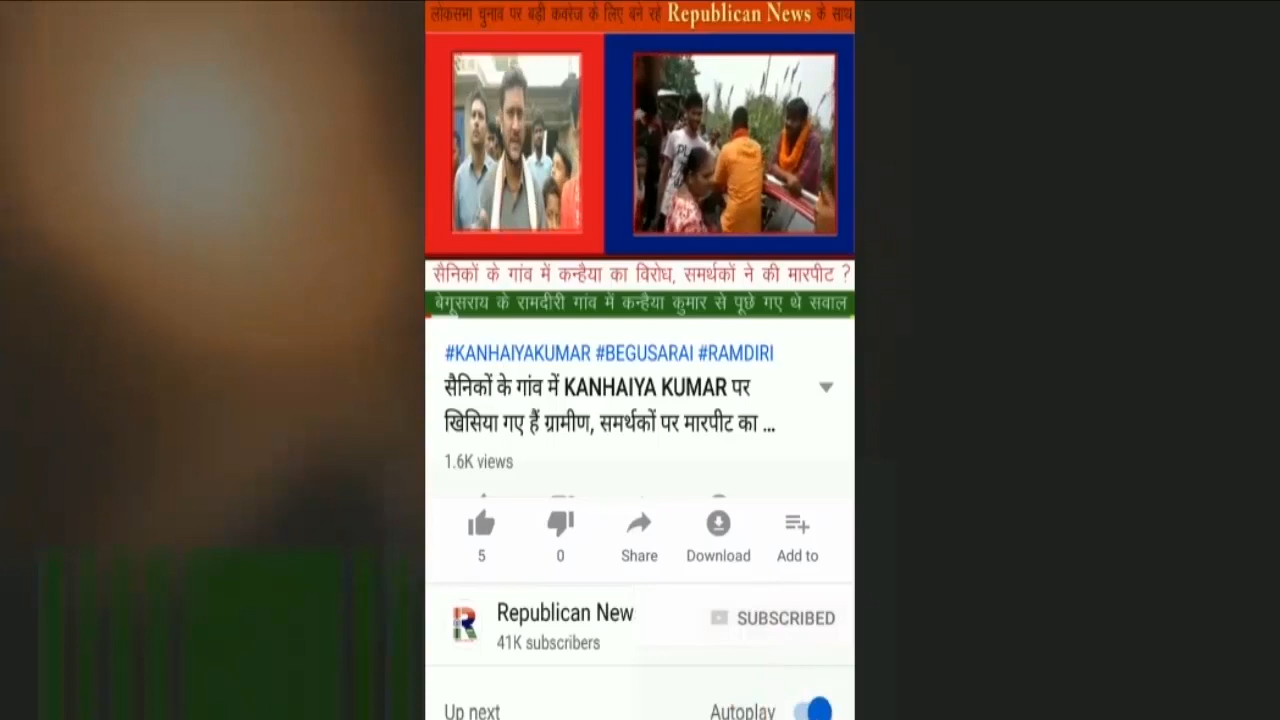 लोकसभा चुनाव पर बड़ी कवरेज के लिए बने रहें Republican News के साथ
सैनिकों के गांव में कन्हैया का विरोध, समर्थकों ने की मारपीट ?
बेगूसराय के रामदीरी गांव में कन्हैया कुमार से पूछे गए थे सवाल
#KANHAIYAKUMAR #BEGUSARAI #RAMDIRI
सैनिकों के गांव में KANHAIYA KUMAR पर
खिसिया गए हैं ग्रामीण, समर्थकों पर मारपीट का ...
1.6K views
5 0 Share Download Add to
Republican New SUBSCRIBED
41K subscribers
Up next Autoplay